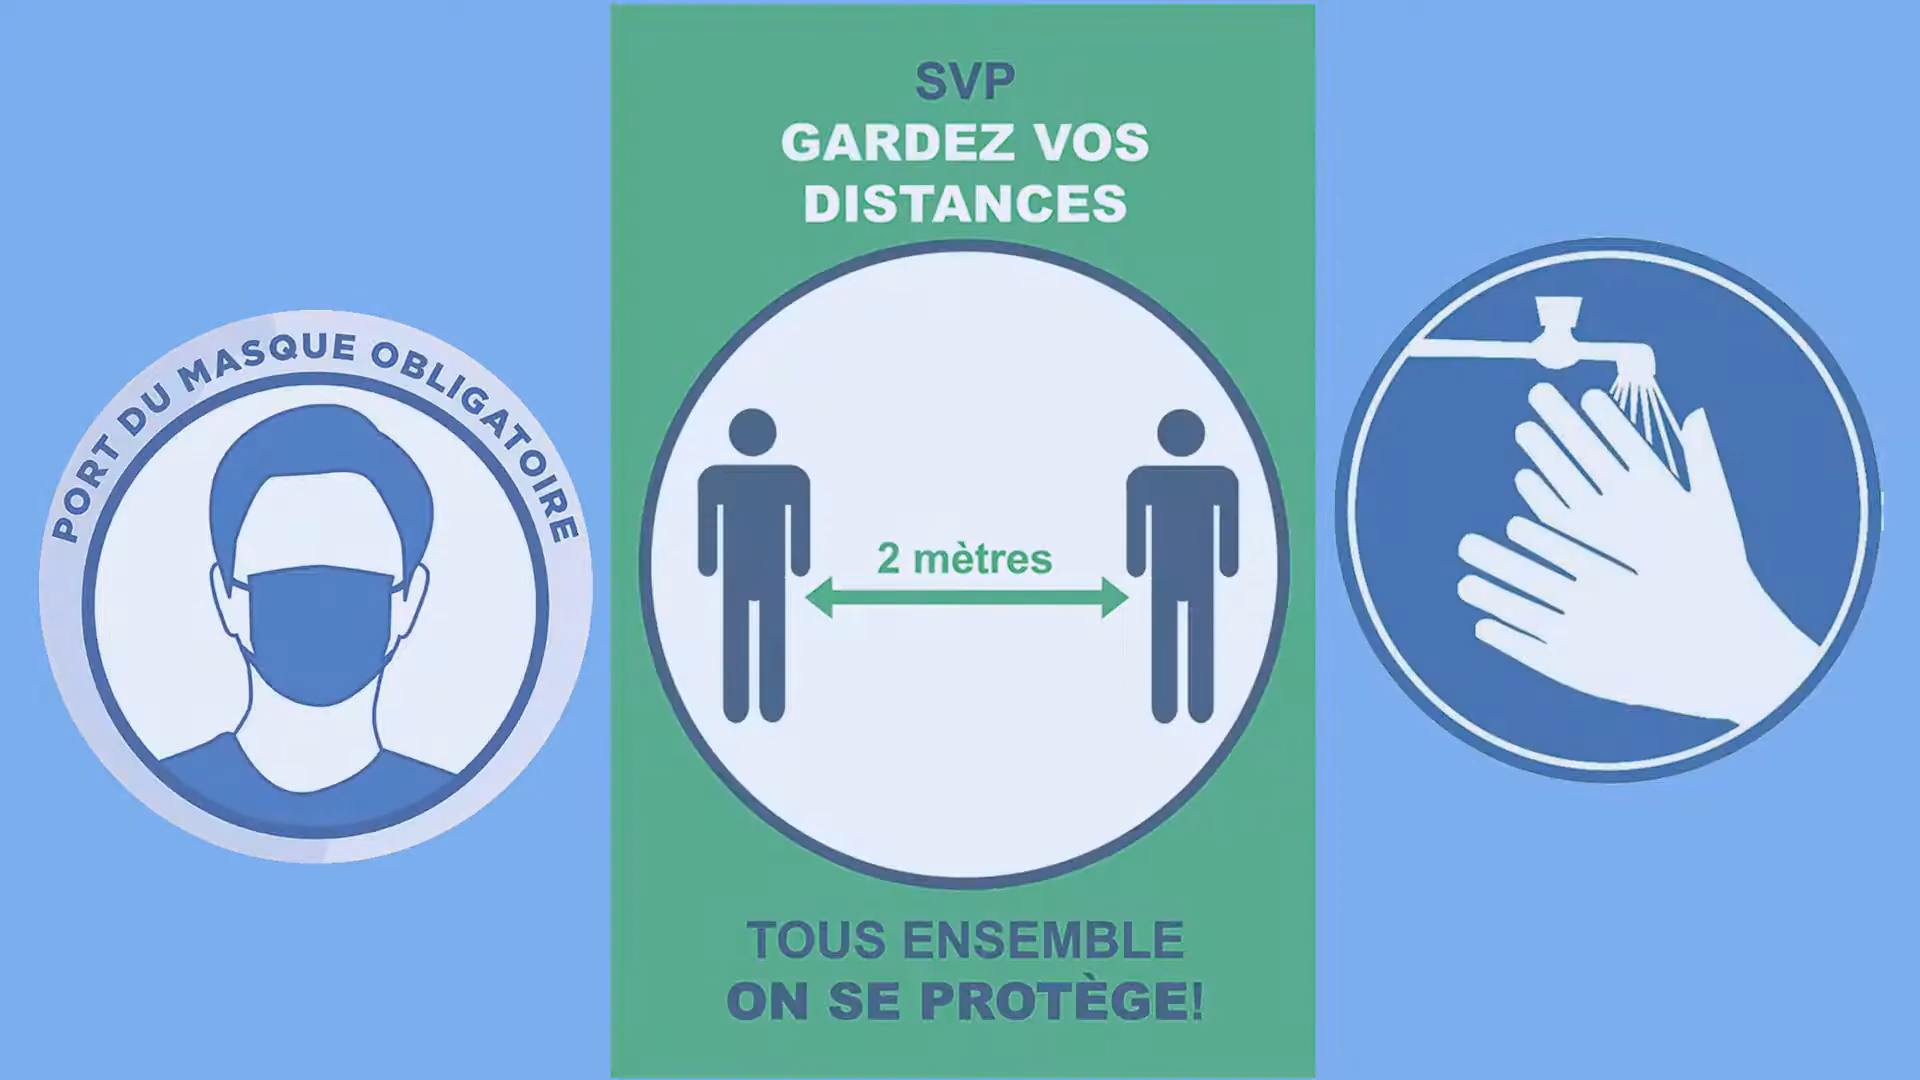 PORT DU MASQUE OBLIGATOIRE
SVP
GARDEZ VOS
DISTANCES
2 mètres
TOUS ENSEMBLE
ON SE PROTÈGE!